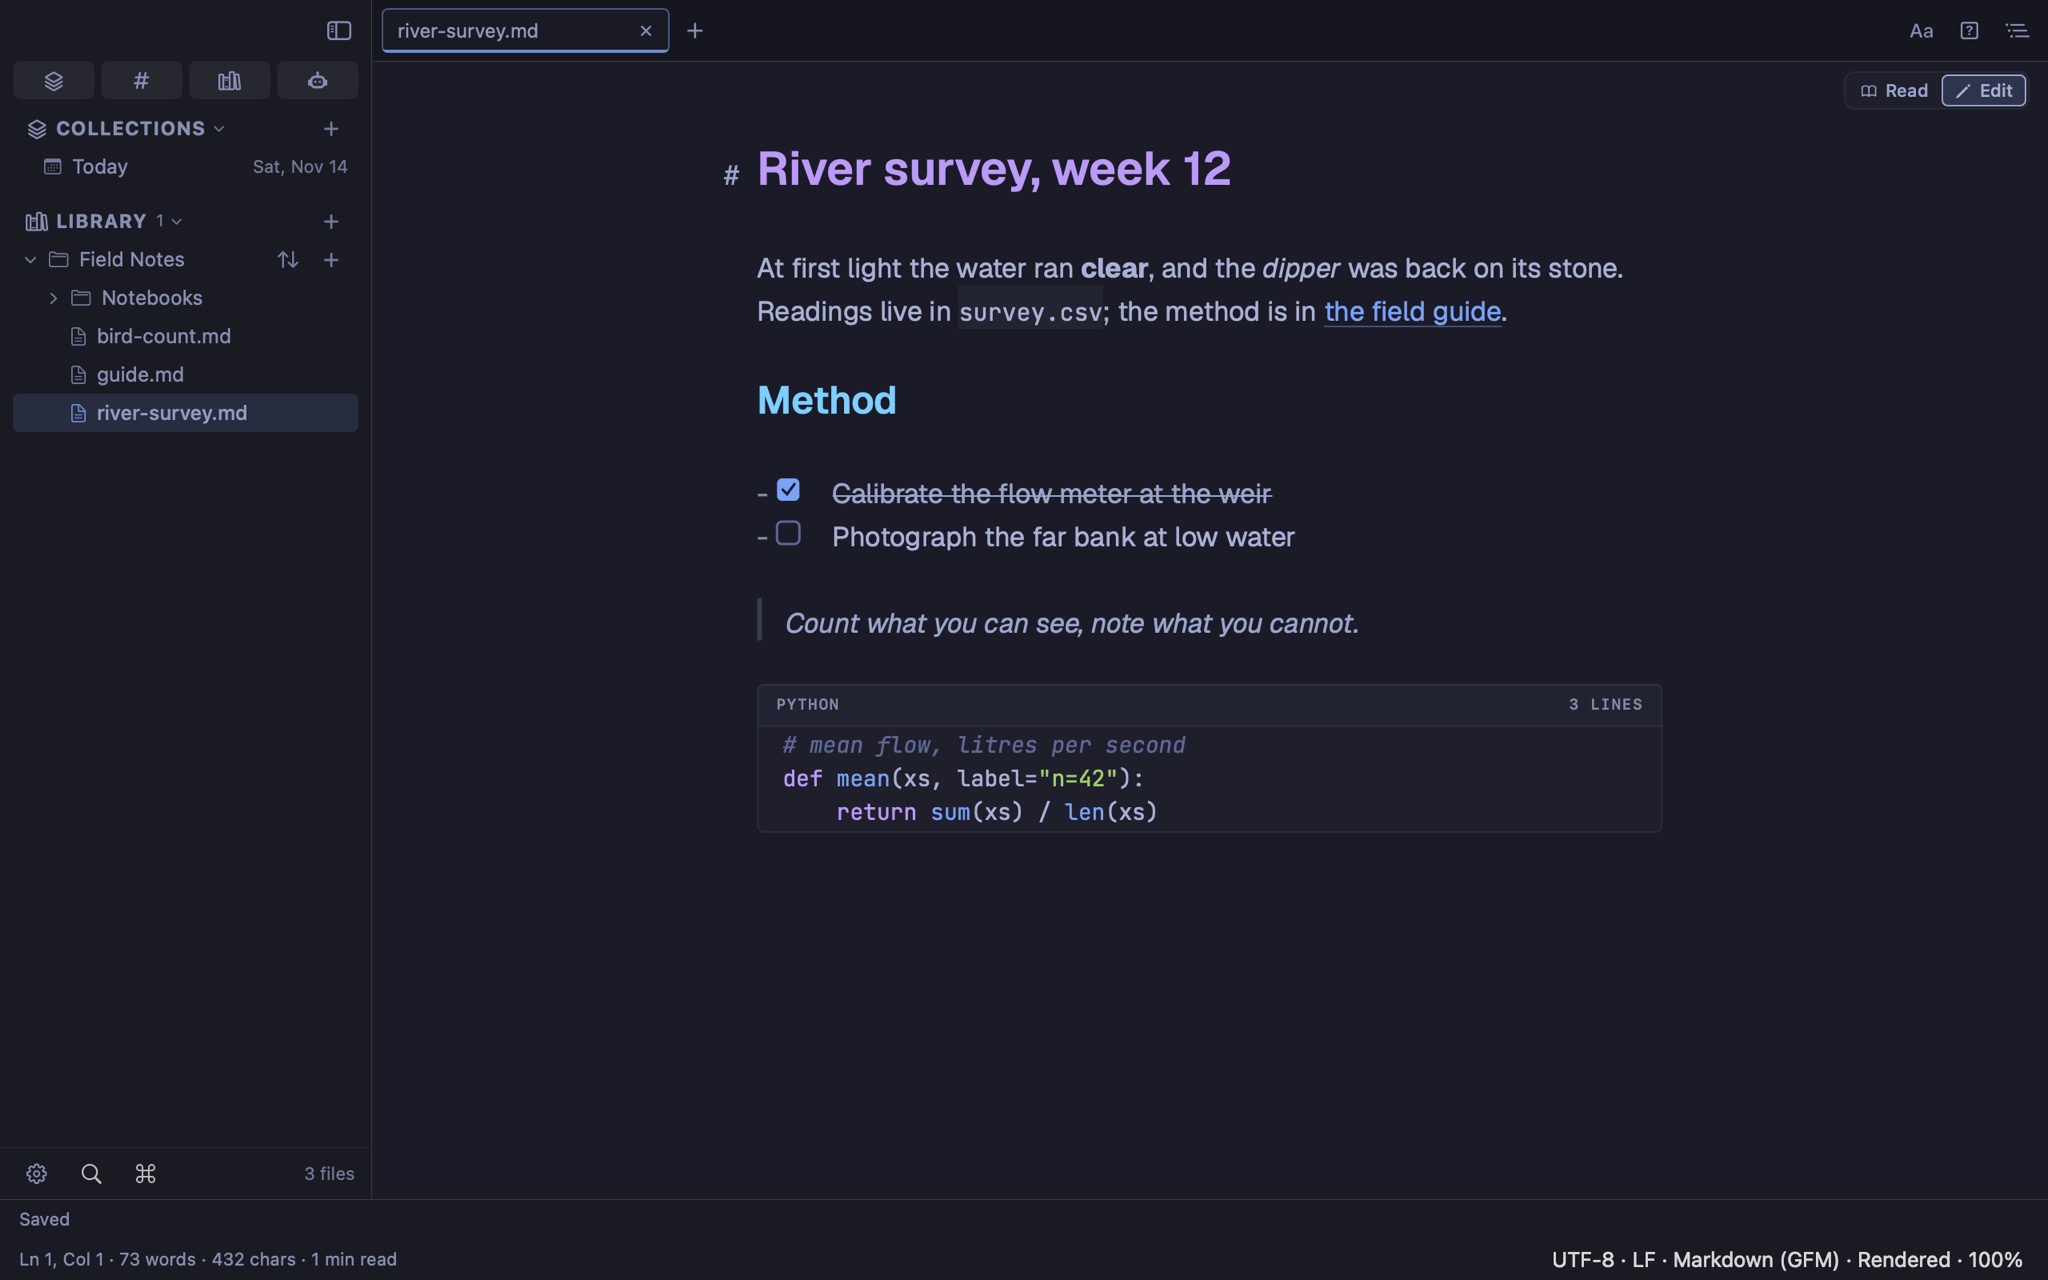 river-survey.md
Aa
Read
Edit
COLLECTIONS
Today
Sat, Nov 14
LIBRARY 1
Field Notes
Notebooks
bird-count.md
guide.md
river-survey.md
# River survey, week 12
At first light the water ran clear, and the dipper was back on its stone.
Readings live in survey.csv; the method is in the field guide.
Method
- Calibrate the flow meter at the weir
- Photograph the far bank at low water
Count what you can see, note what you cannot.
PYTHON
3 LINES
# mean flow, litres per second
def mean(xs, label="n=42"):
    return sum(xs) / len(xs)
3 files
Saved
Ln 1, Col 1 · 73 words · 432 chars · 1 min read
UTF-8 · LF · Markdown (GFM) · Rendered · 100%